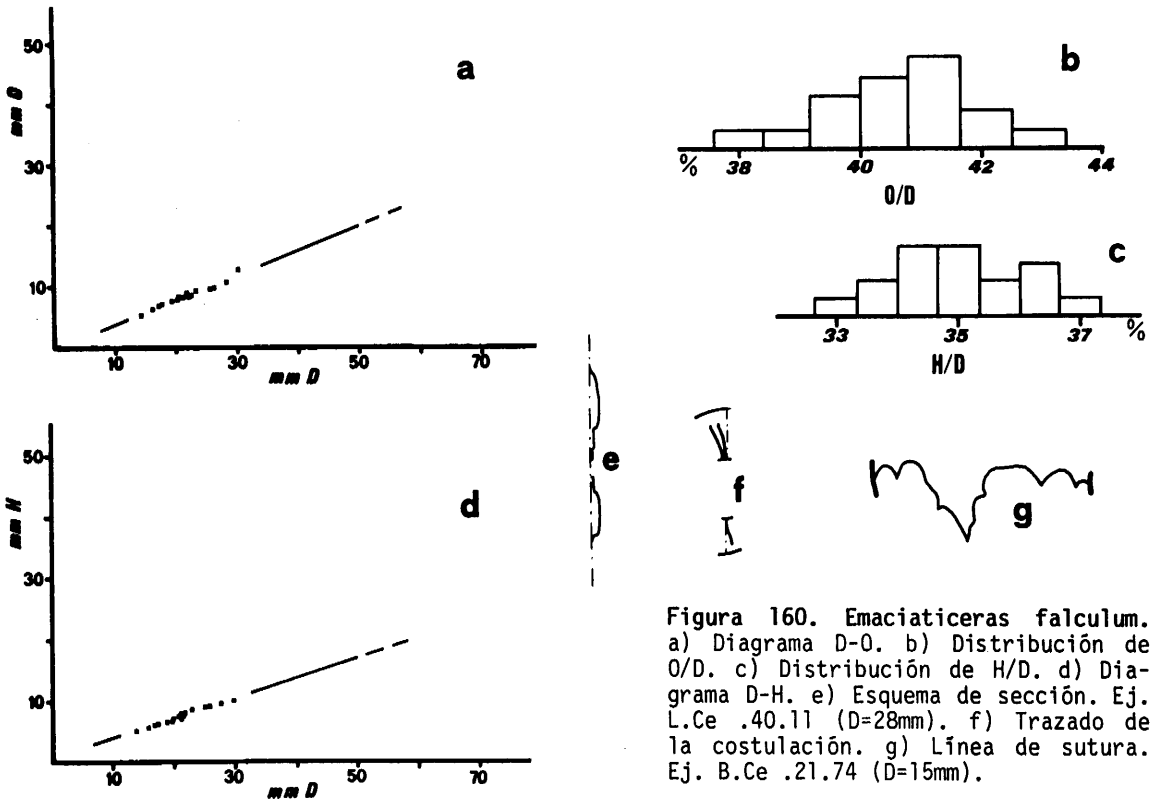 a
50
30
10
mm O
10
30
50
70
mm D
b
% 38 40 42 44
O/D
c
33 35 37 %
H/D
d
50
30
10
mm H
10
30
50
70
mm D
e
f
g
Figura 160. Emaciaticeras falculum.
a) Diagrama D-O. b) Distribución de
O/D. c) Distribución de H/D. d) Dia-
grama D-H. e) Esquema de sección. Ej.
L.Ce .40.11 (D=28mm). f) Trazado de
la costulación. g) Línea de sutura.
Ej. B.Ce .21.74 (D=15mm).